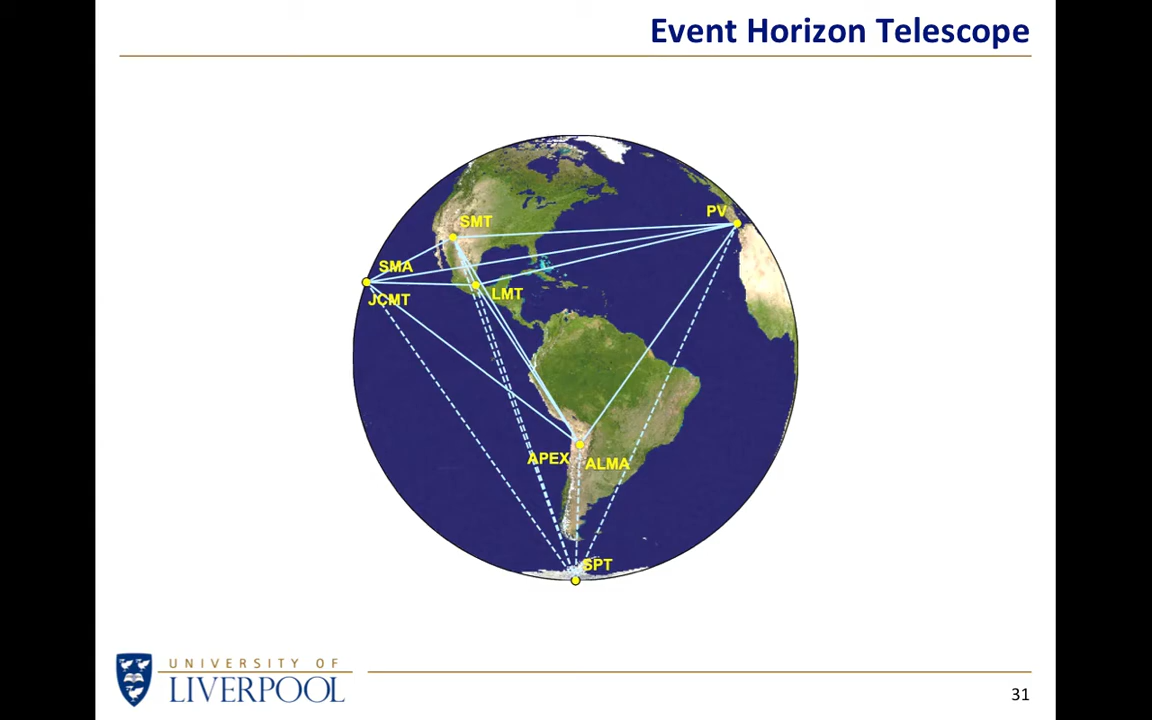 Event Horizon Telescope
PV
SMT
SMA
JCMT
LMT
APEX
ALMA
SPT
UNIVERSITY OF
LIVERPOOL
31